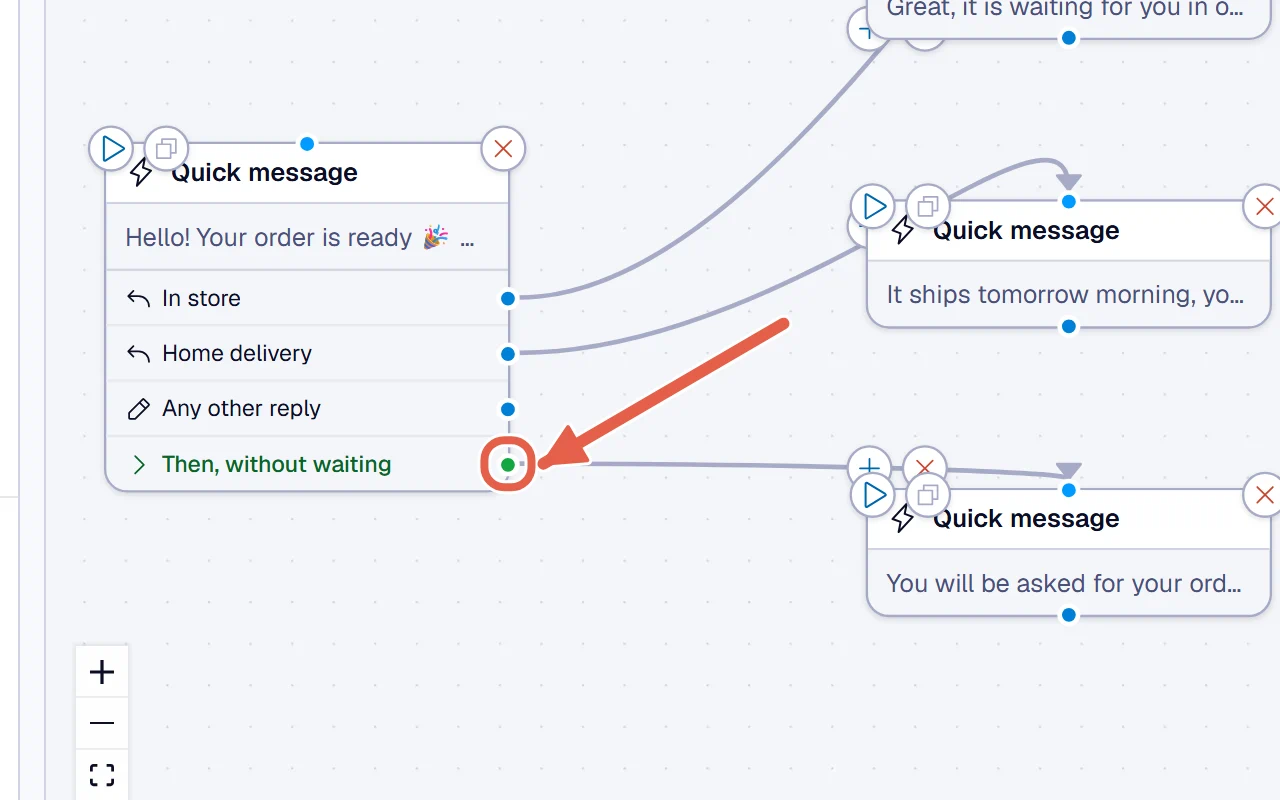 Great, it is waiting for you in o...
Quick message
Hello! Your order is ready 🎉 ...
In store
Home delivery
Any other reply
Then, without waiting
Quick message
It ships tomorrow morning, yo...
Quick message
You will be asked for your ord...